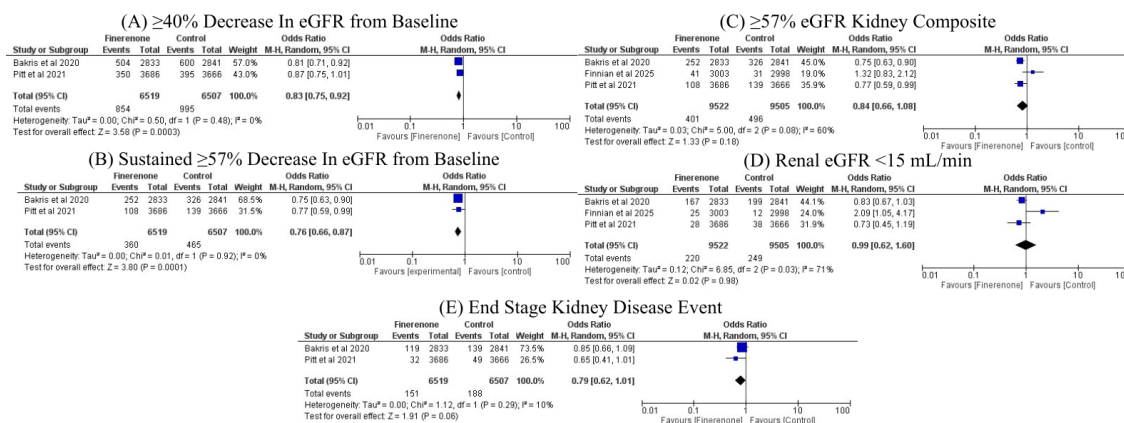 (A) ≥40% Decrease In eGFR from Baseline
Finerenone Control Odds Ratio Odds Ratio
Study or Subgroup Events Total Events Total Weight M-H, Random, 95% CI M-H, Random, 95% CI
Bakris et al 2020 504 2833 600 2841 57.0% 0.81 [0.71, 0.92]
Pitt et al 2021 350 3686 395 3666 43.0% 0.87 [0.75, 1.01]
Total (95% CI) 6519 6507 100.0% 0.83 [0.75, 0.92]
Total events 854 995
Heterogeneity: Tau² = 0.00; Chi² = 0.50, df = 1 (P = 0.48); I² = 0%
Test for overall effect: Z = 3.58 (P = 0.0003)
0.01 0.1 1 10 100
Favours [Finerenone] Favours [Control]
(B) Sustained ≥57% Decrease In eGFR from Baseline
Finerenone Control Odds Ratio Odds Ratio
Study or Subgroup Events Total Events Total Weight M-H, Random, 95% CI M-H, Random, 95% CI
Bakris et al 2020 252 2833 326 2841 68.5% 0.75 [0.63, 0.90]
Pitt et al 2021 108 3686 139 3666 31.5% 0.77 [0.59, 0.99]
Total (95% CI) 6519 6507 100.0% 0.76 [0.66, 0.87]
Total events 360 465
Heterogeneity: Tau² = 0.00; Chi² = 0.01, df = 1 (P = 0.92); I² = 0%
Test for overall effect: Z = 3.80 (P = 0.0001)
0.01 0.1 1 10 100
Favours [experimental] Favours [control]
(C) ≥57% eGFR Kidney Composite
Finerenone Control Odds Ratio Odds Ratio
Study or Subgroup Events Total Events Total Weight M-H, Random, 95% CI M-H, Random, 95% CI
Bakris et al 2020 252 2833 326 2841 45.0% 0.75 [0.63, 0.90]
Finnian et al 2025 41 3003 31 2998 19.1% 1.32 [0.83, 2.12]
Pitt et al 2021 108 3686 139 3666 35.9% 0.77 [0.59, 0.99]
Total (95% CI) 9522 9505 100.0% 0.84 [0.66, 1.08]
Total events 401 496
Heterogeneity: Tau² = 0.03; Chi² = 5.00, df = 2 (P = 0.08); I² = 60%
Test for overall effect: Z = 1.33 (P = 0.18)
0.01 0.1 1 10 100
Favours [Finerenone] Favours [Control]
(D) Renal eGFR <15 mL/min
Finerenone Control Odds Ratio Odds Ratio
Study or Subgroup Events Total Events Total Weight M-H, Random, 95% CI M-H, Random, 95% CI
Bakris et al 2020 167 2833 199 2841 44.1% 0.83 [0.67, 1.03]
Finnian et al 2025 25 3003 12 2998 24.0% 2.09 [1.05, 4.17]
Pitt et al 2021 28 3686 38 3666 31.9% 0.73 [0.45, 1.19]
Total (95% CI) 9522 9505 100.0% 0.99 [0.62, 1.60]
Total events 220 249
Heterogeneity: Tau² = 0.12; Chi² = 6.85, df = 2 (P = 0.03); I² = 71%
Test for overall effect: Z = 0.02 (P = 0.98)
0.01 0.1 1 10 100
Favours [Finerenone] Favours [Control]
(E) End Stage Kidney Disease Event
Finerenone Control Odds Ratio Odds Ratio
Study or Subgroup Events Total Events Total Weight M-H, Random, 95% CI M-H, Random, 95% CI
Bakris et al 2020 119 2833 139 2841 73.5% 0.85 [0.66, 1.09]
Pitt et al 2021 32 3686 49 3666 26.5% 0.65 [0.41, 1.01]
Total (95% CI) 6519 6507 100.0% 0.79 [0.62, 1.01]
Total events 151 188
Heterogeneity: Tau² = 0.00; Chi² = 1.12, df = 1 (P = 0.29); I² = 10%
Test for overall effect: Z = 1.91 (P = 0.06)
0.01 0.1 1 10 100
Favours [Finerenone] Favours [Control]